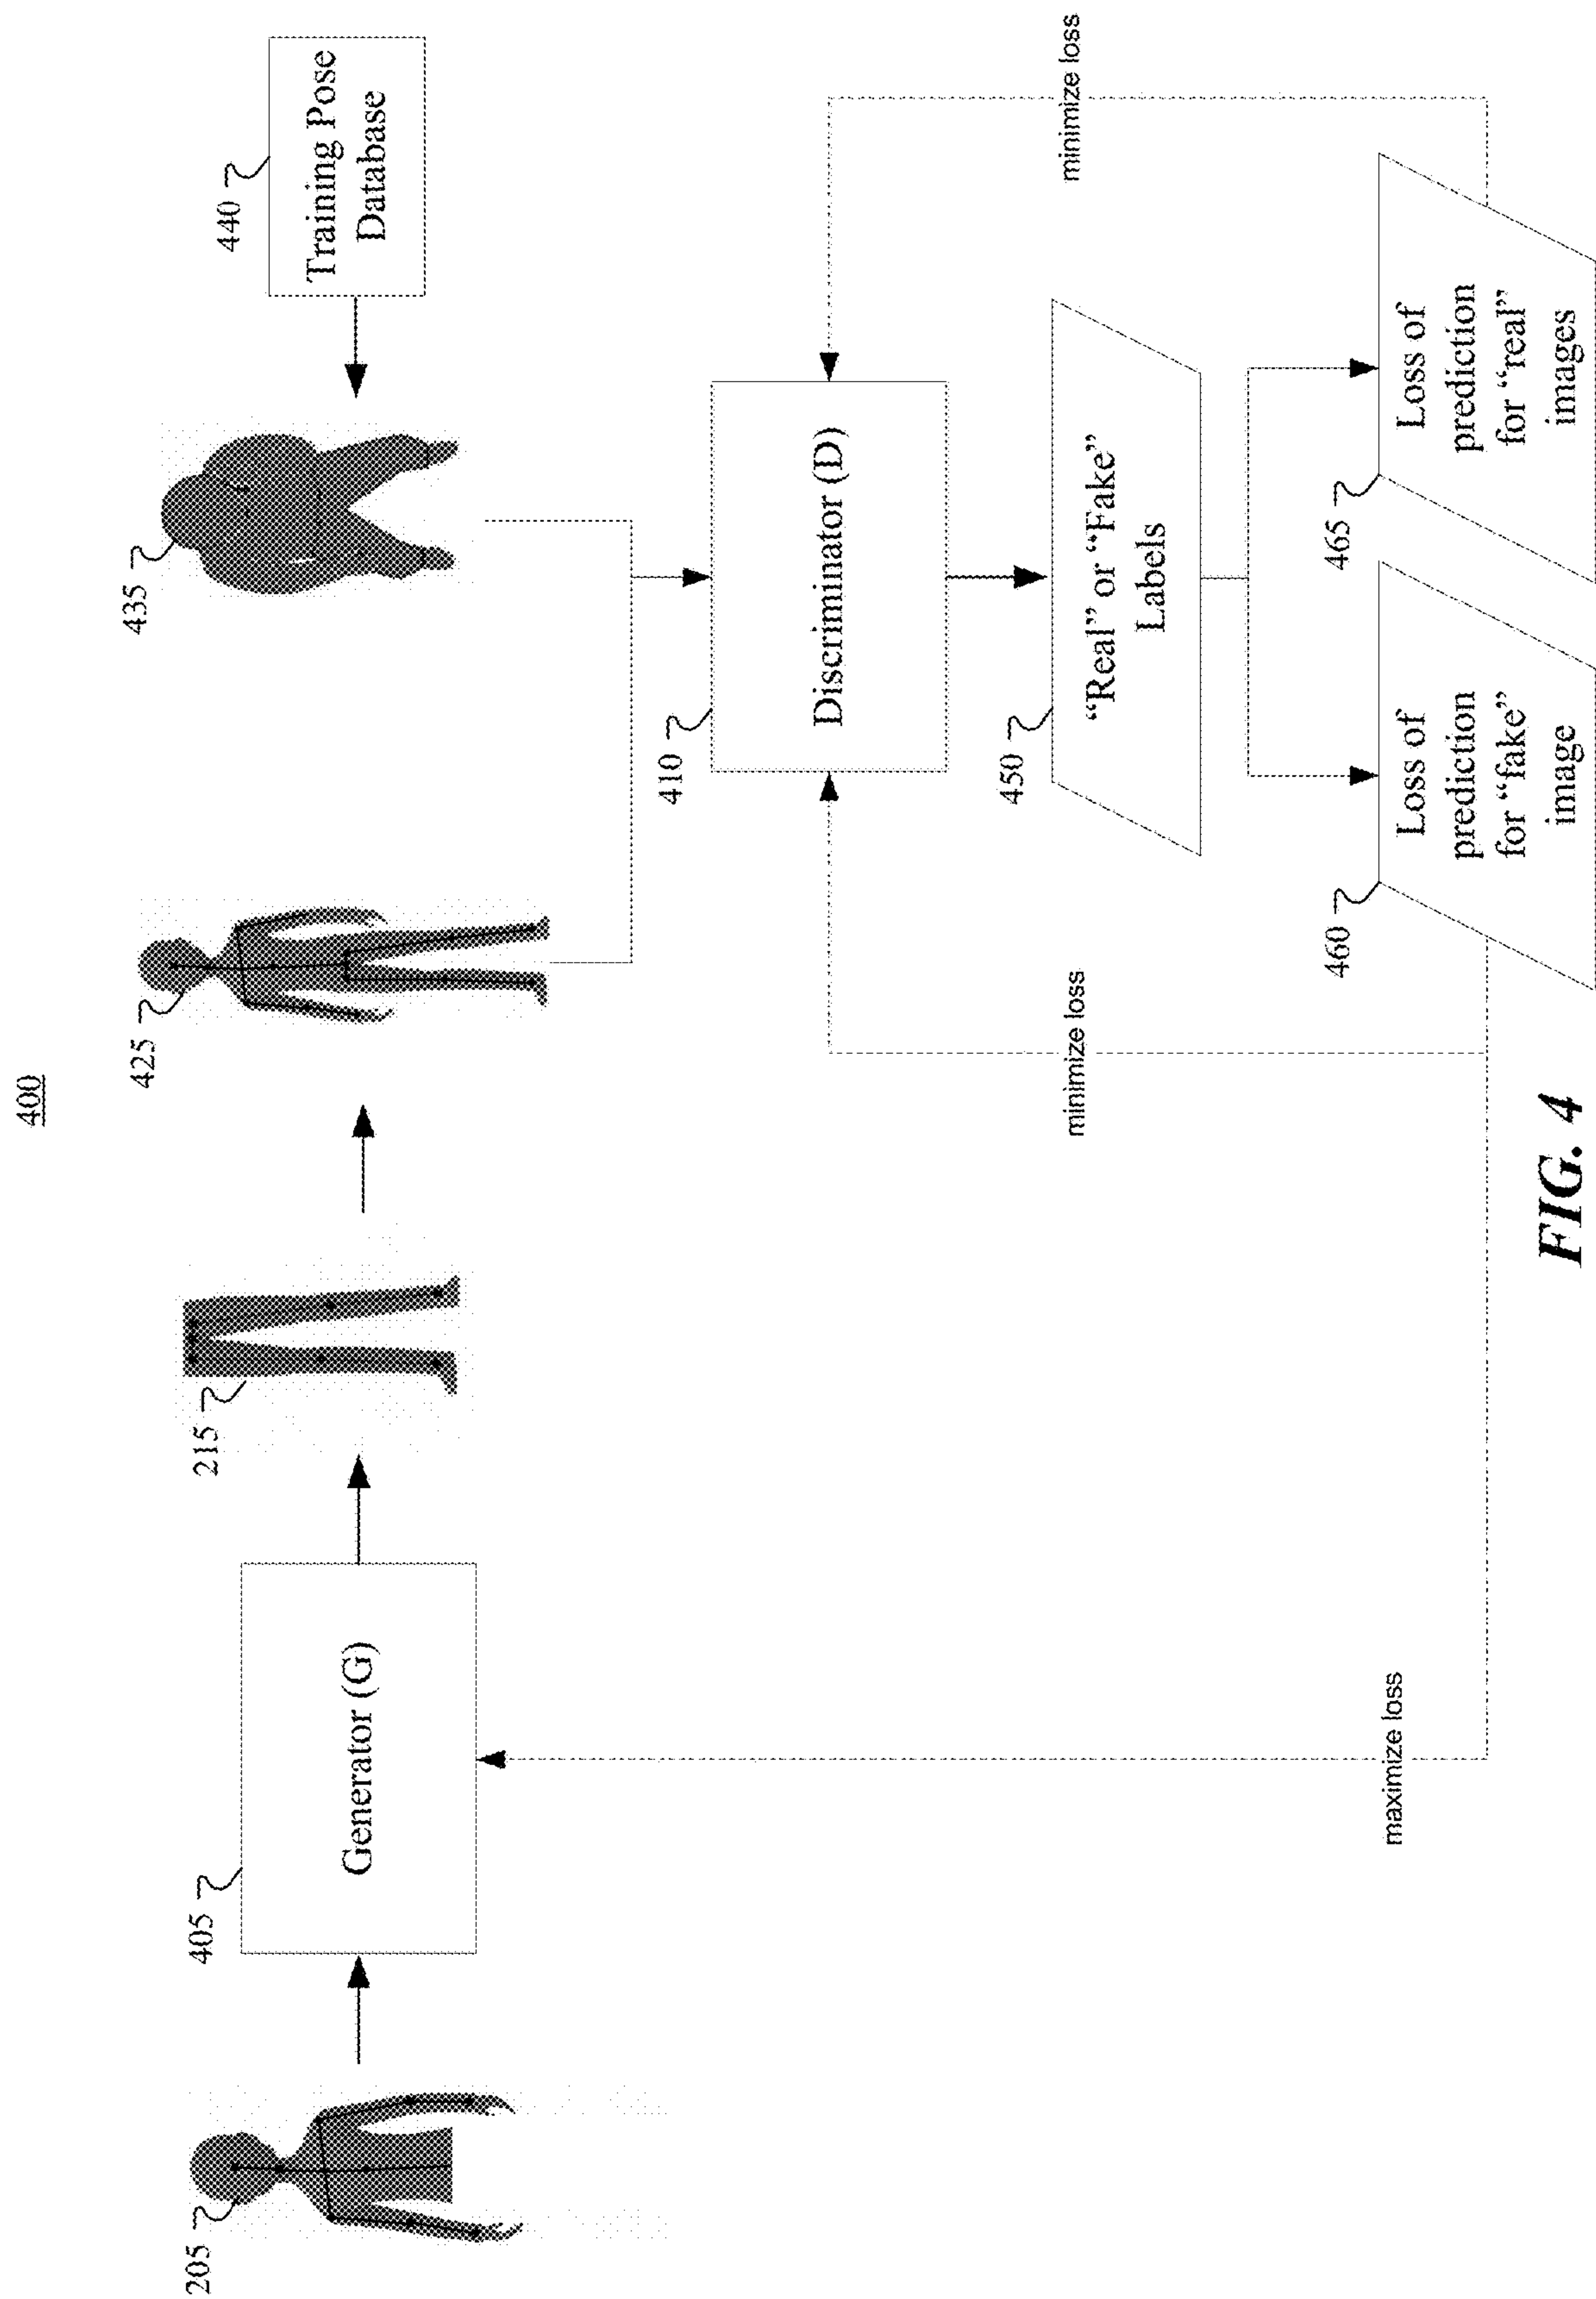 400
205
405
Generator (G)
215
425
435
440
Training Pose
Database
410
Discriminator (D)
450
“Real” or “Fake”
Labels
minimize loss
minimize loss
maximize loss
460
Loss of
prediction
for “fake”
image
465
Loss of
prediction
for “real”
images
FIG. 4